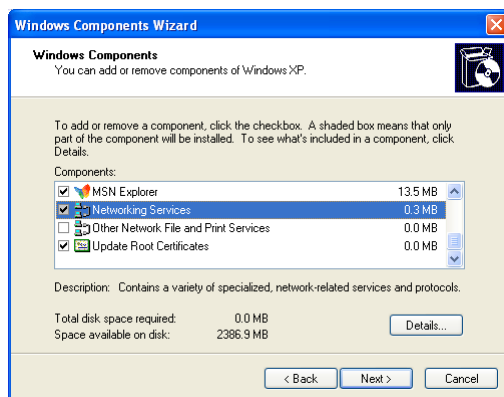 Windows Components Wizard
Windows Components
You can add or remove components of Windows XP.
To add or remove a component, click the checkbox. A shaded box means that only
part of the component will be installed. To see what's included in a component, click
Details.
Components:
MSN Explorer 13.5 MB
Networking Services 0.3 MB
Other Network File and Print Services 0.0 MB
Update Root Certificates 0.0 MB
Description: Contains a variety of specialized, network-related services and protocols.
Total disk space required: 0.0 MB
Space available on disk: 2386.9 MB
Details...
< Back Next > Cancel